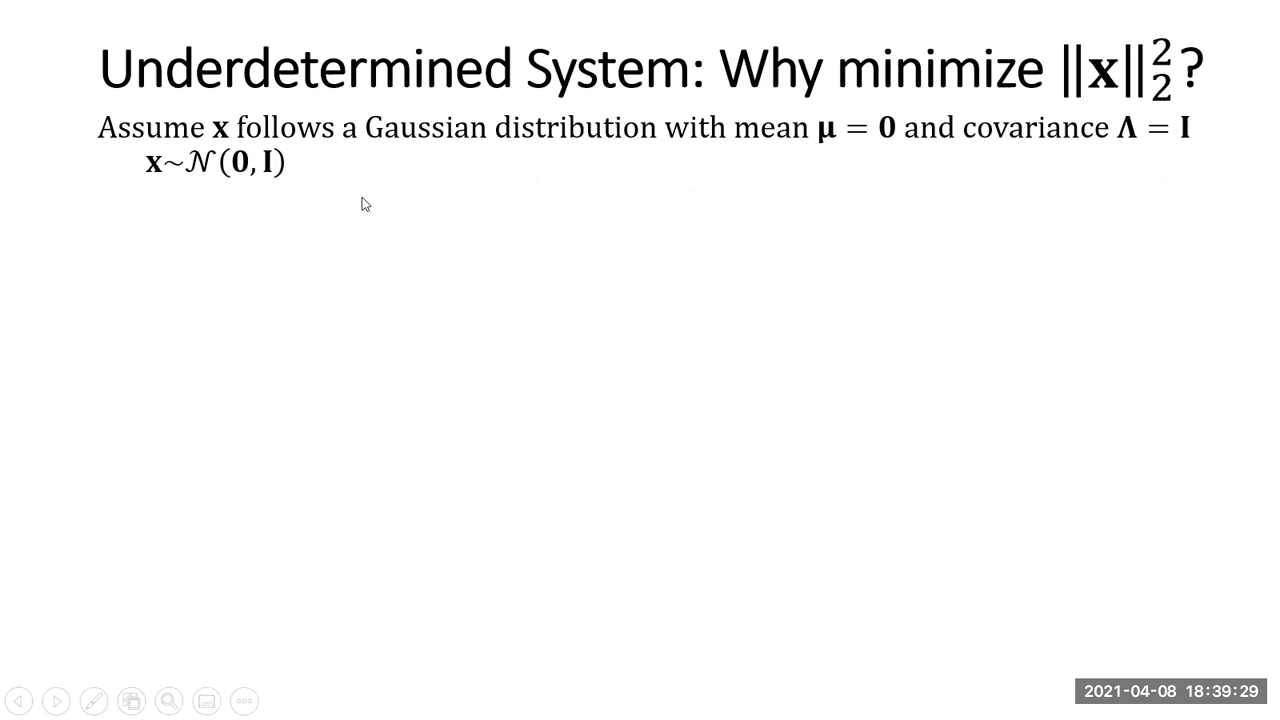 Underdetermined System: Why minimize ‖𝐱‖₂²?
Assume 𝐱 follows a Gaussian distribution with mean 𝛍 = 𝟎 and covariance 𝚲 = 𝐈
𝐱~𝒩(𝟎, 𝐈)
2021-04-08 18:39:29